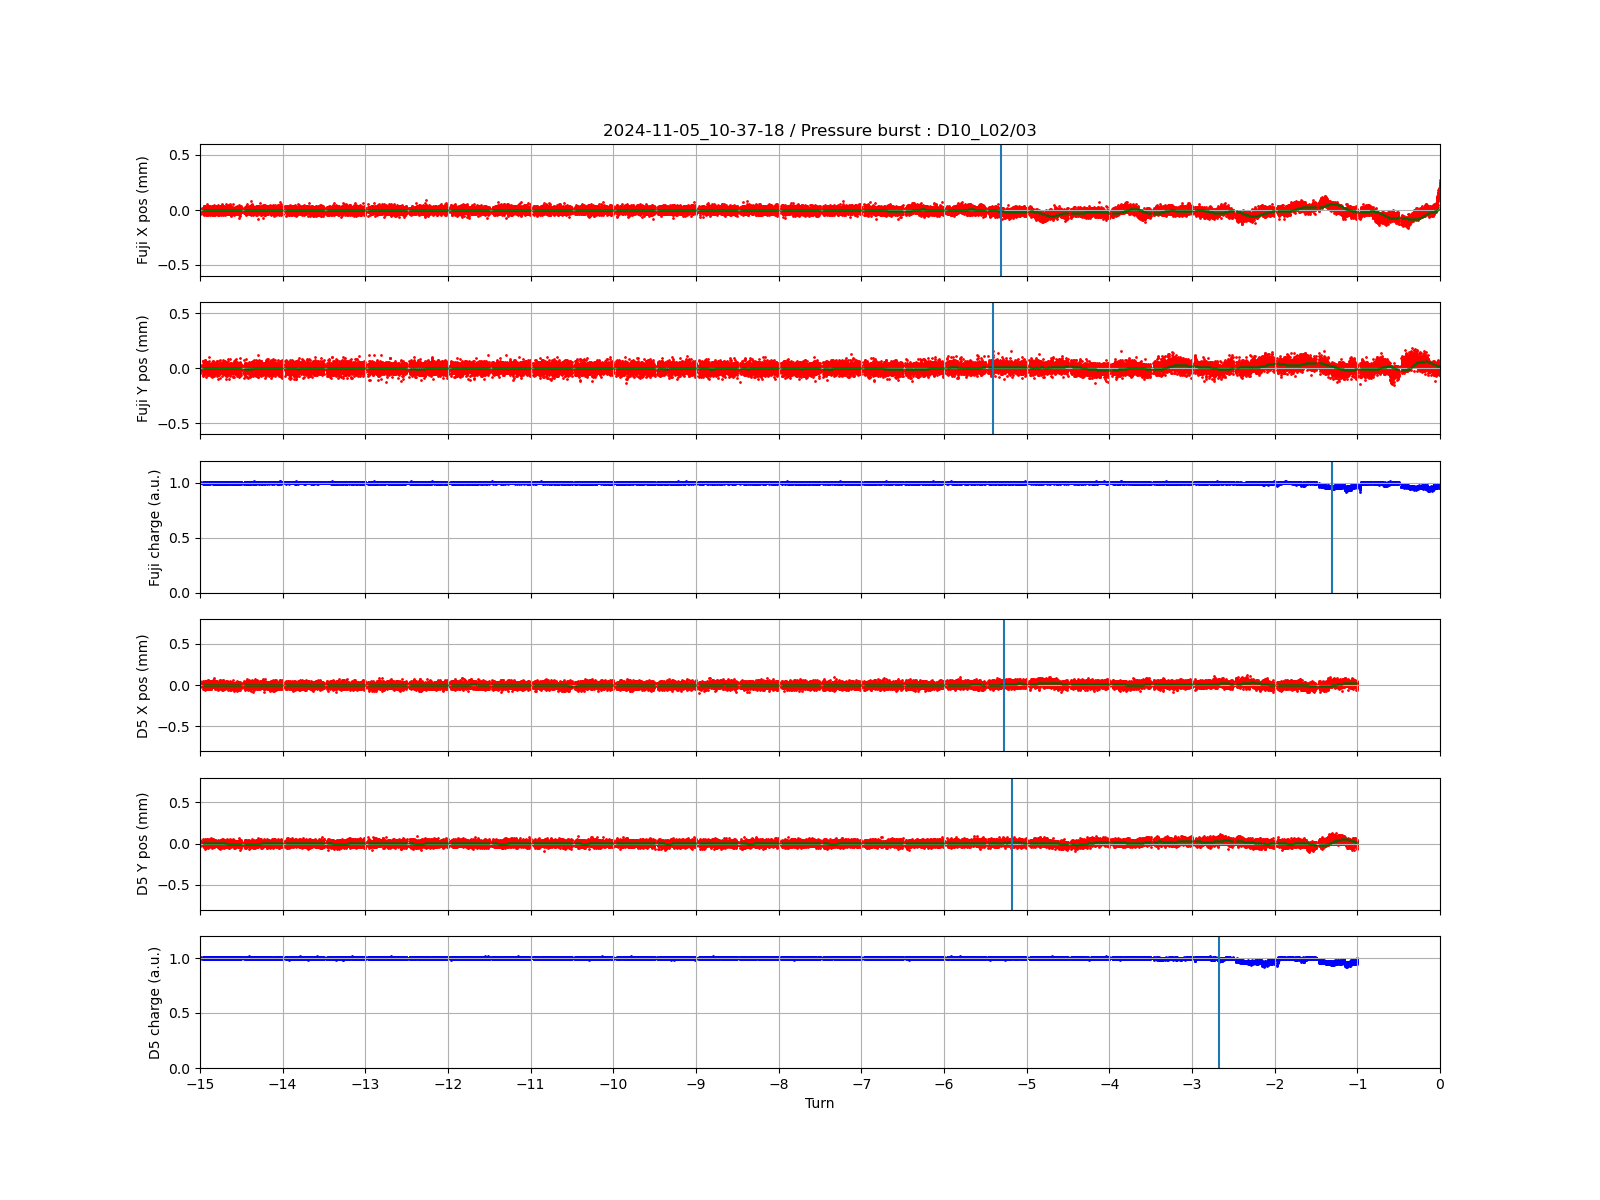 2024-11-05_10-37-18 / Pressure burst : D10_L02/03
Fuji X pos (mm)
0.5
0.0
−0.5
Fuji Y pos (mm)
0.5
0.0
−0.5
Fuji charge (a.u.)
1.0
0.5
0.0
D5 X pos (mm)
0.5
0.0
−0.5
D5 Y pos (mm)
0.5
0.0
−0.5
D5 charge (a.u.)
1.0
0.5
0.0
−15 −14 −13 −12 −11 −10 −9 −8 −7 −6 −5 −4 −3 −2 −1 0
Turn